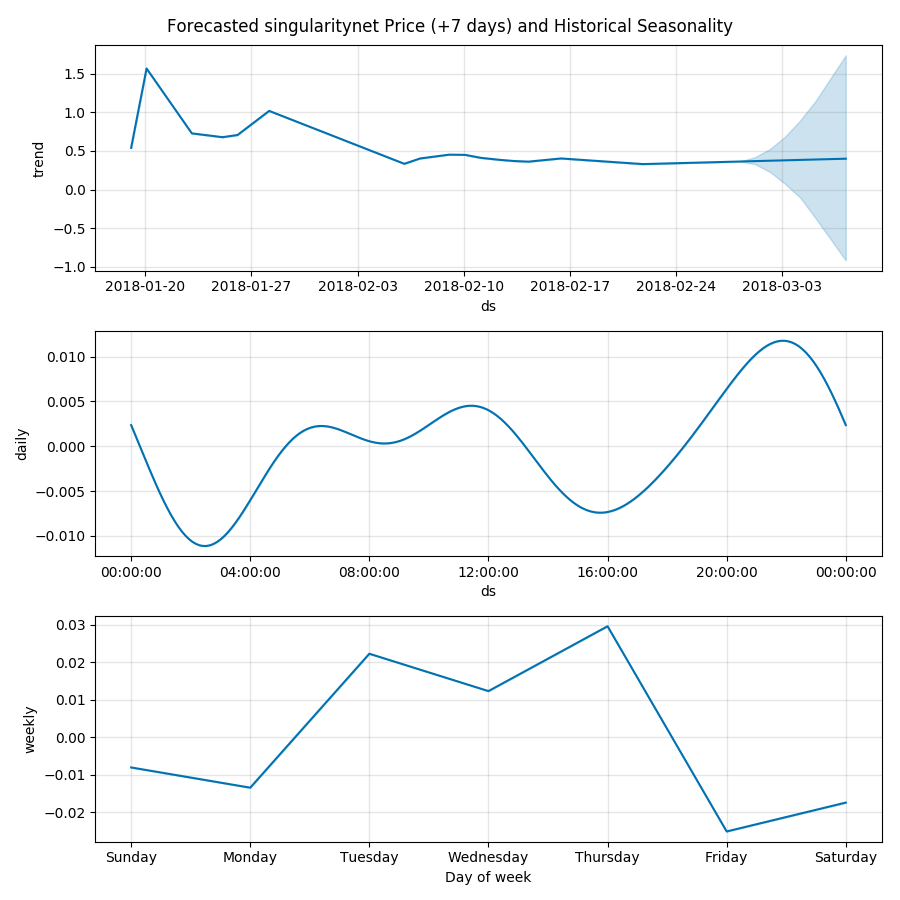 Forecasted singularitynet Price (+7 days) and Historical Seasonality
trend
1.5
1.0
0.5
0.0
−0.5
−1.0
2018-01-20 2018-01-27 2018-02-03 2018-02-10 2018-02-17 2018-02-24 2018-03-03
ds
daily
0.010
0.005
0.000
−0.005
−0.010
00:00:00 04:00:00 08:00:00 12:00:00 16:00:00 20:00:00 00:00:00
ds
weekly
0.03
0.02
0.01
0.00
−0.01
−0.02
Sunday Monday Tuesday Wednesday Thursday Friday Saturday
Day of week